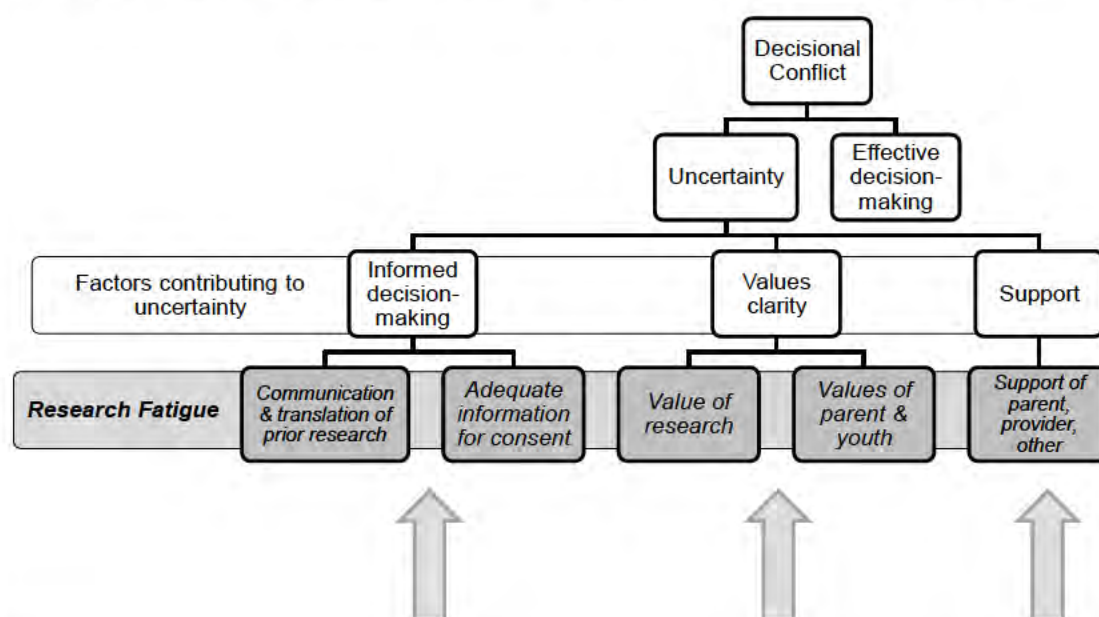 Decisional
Conflict
Uncertainty
Effective
decision-
making
Factors contributing to
uncertainty
Informed
decision-
making
Values
clarity
Support
Research Fatigue
Communication
& translation of
prior research
Adequate
information
for consent
Value of
research
Values of
parent &
youth
Support of
parent,
provider,
other